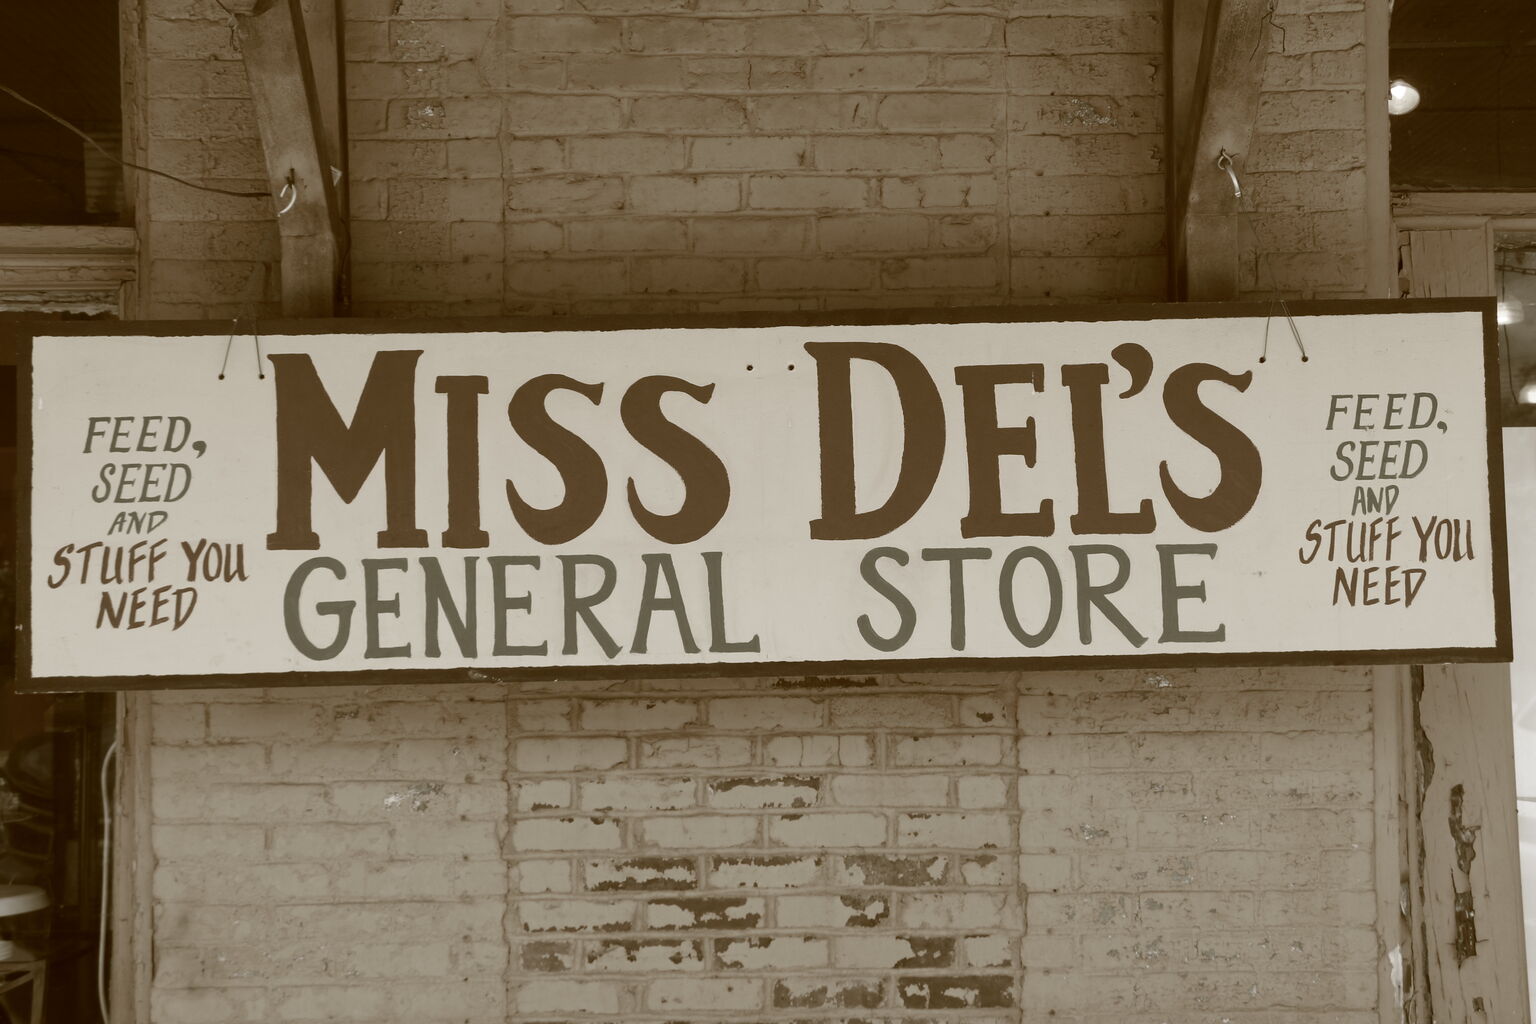 FEED,
SEED
AND
STUFF YOU
NEED
MISS DEL'S
GENERAL STORE
FEED,
SEED
AND
STUFF YOU
NEED